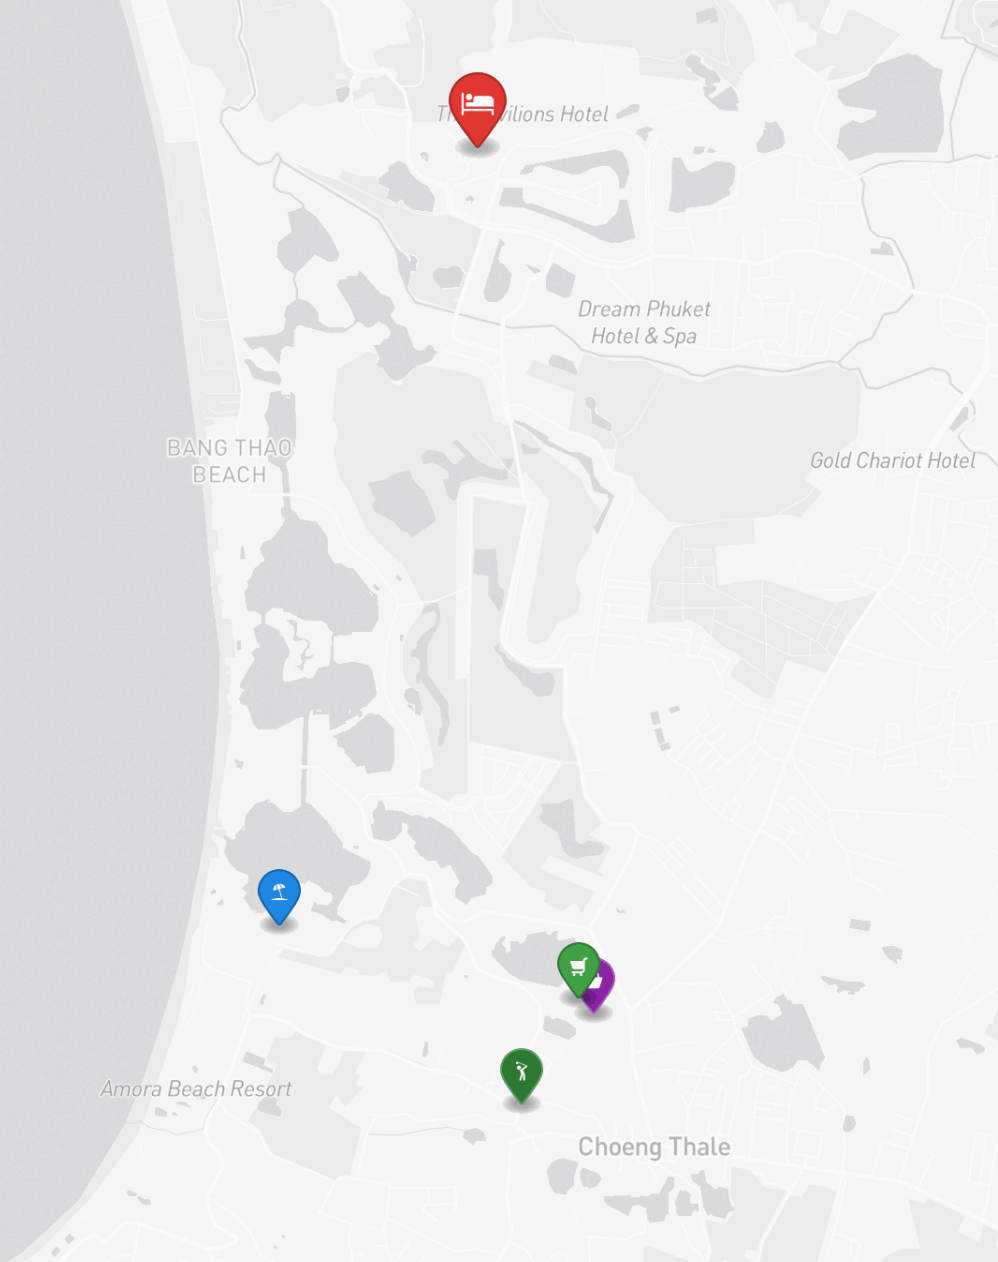 Hotel
Dream Phuket
Hotel & Spa
BANG THAO
BEACH
Gold Chariot Hotel
Amora Beach Resort
Choeng Thale